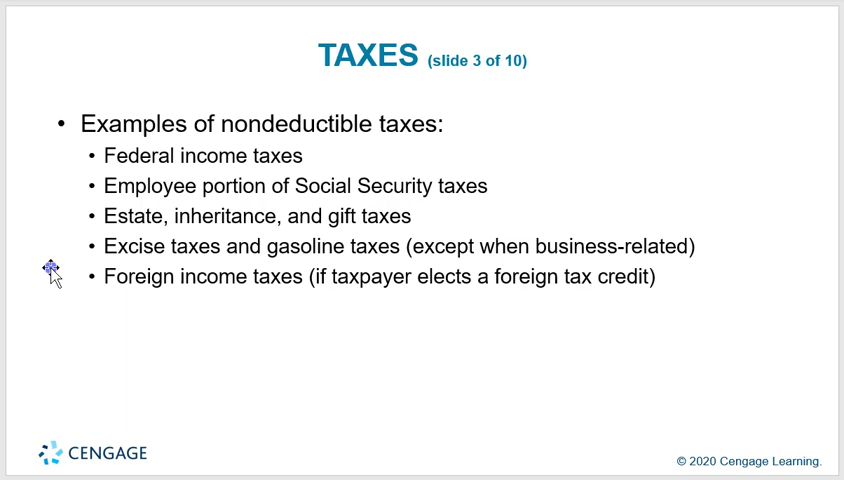 TAXES (slide 3 of 10)
• Examples of nondeductible taxes:
• Federal income taxes
• Employee portion of Social Security taxes
• Estate, inheritance, and gift taxes
• Excise taxes and gasoline taxes (except when business-related)
• Foreign income taxes (if taxpayer elects a foreign tax credit)
CENGAGE
© 2020 Cengage Learning.